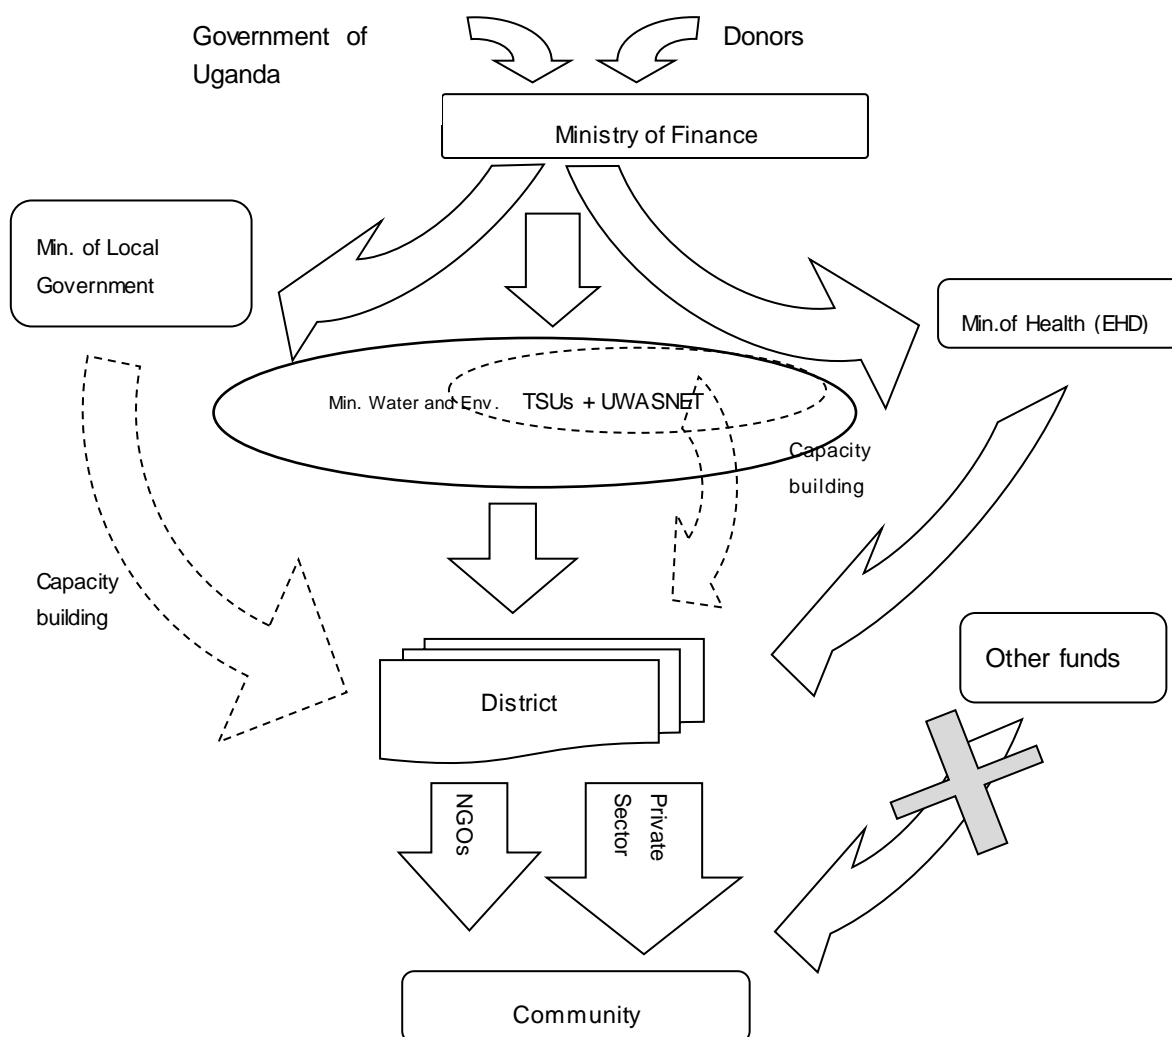 Government of
Uganda
Donors
Ministry of Finance
Min. of Local
Government
Min.of Health (EHD)
Min. Water and Env.
TSUs + UWASNET
Capacity
building
Capacity
building
Other funds
District
NGOs
Private
Sector
Community